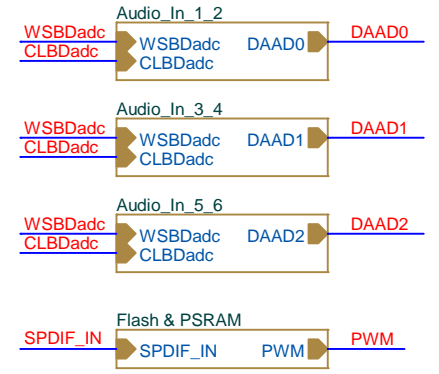 Audio_In_1_2
WSBDadc WSBDadc DAAD0 DAAD0
CLBDadc CLBDadc
Audio_In_3_4
WSBDadc WSBDadc DAAD1 DAAD1
CLBDadc CLBDadc
Audio_In_5_6
WSBDadc WSBDadc DAAD2 DAAD2
CLBDadc CLBDadc
Flash & PSRAM
SPDIF_IN SPDIF_IN PWM PWM